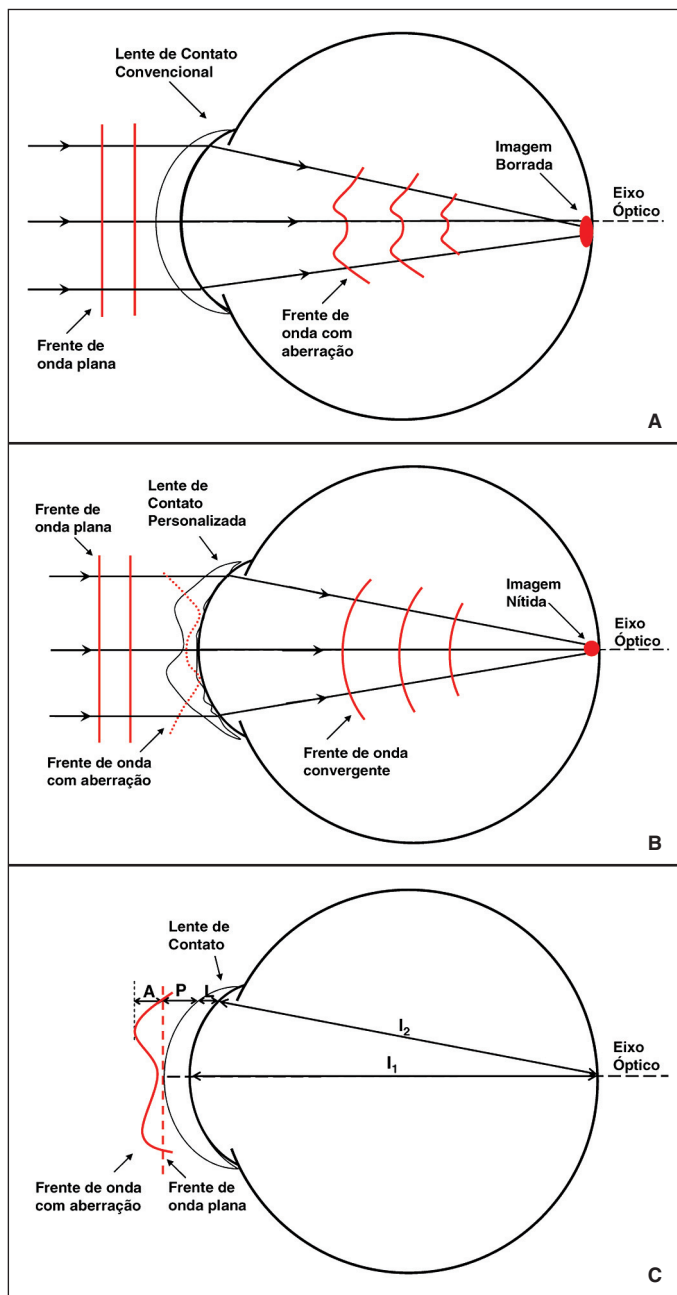 Lente de Contato
Convencional
Imagem
Borrada
Eixo
Óptico
Frente de
onda plana
Frente de
onda com
aberração
A
Frente de
onda plana
Lente de
Contato
Personalizada
Imagem
Nítida
Eixo
Óptico
Frente de onda
com aberração
Frente de onda
convergente
B
Lente de
Contato
A
P
L
I₂
I₁
Eixo
Óptico
Frente de onda
com aberração
Frente de
onda plana
C